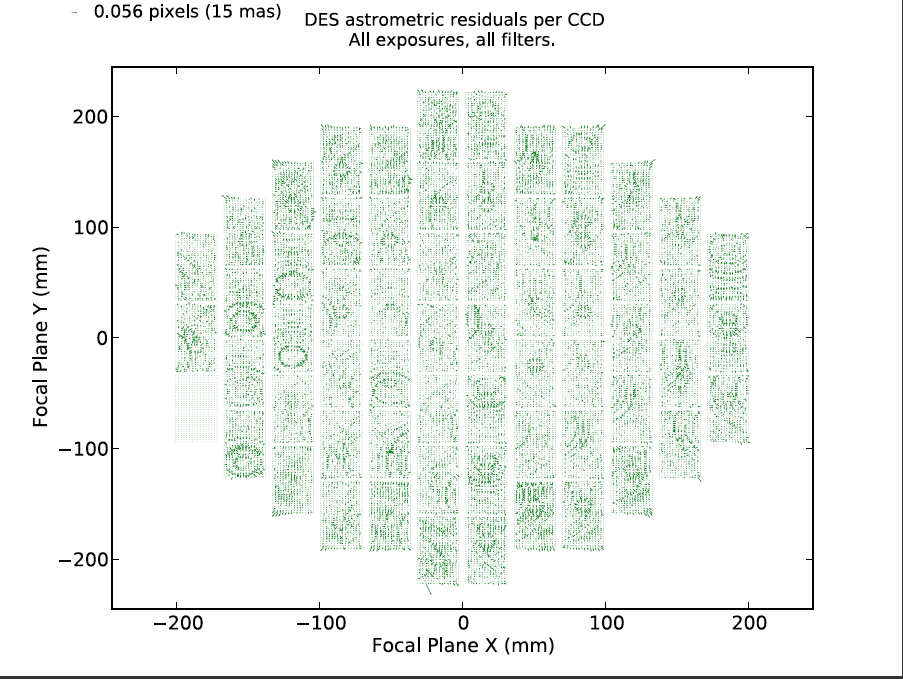 0.056 pixels (15 mas)
DES astrometric residuals per CCD
All exposures, all filters.
200
100
0
−100
−200
Focal Plane Y (mm)
−200 −100 0 100 200
Focal Plane X (mm)